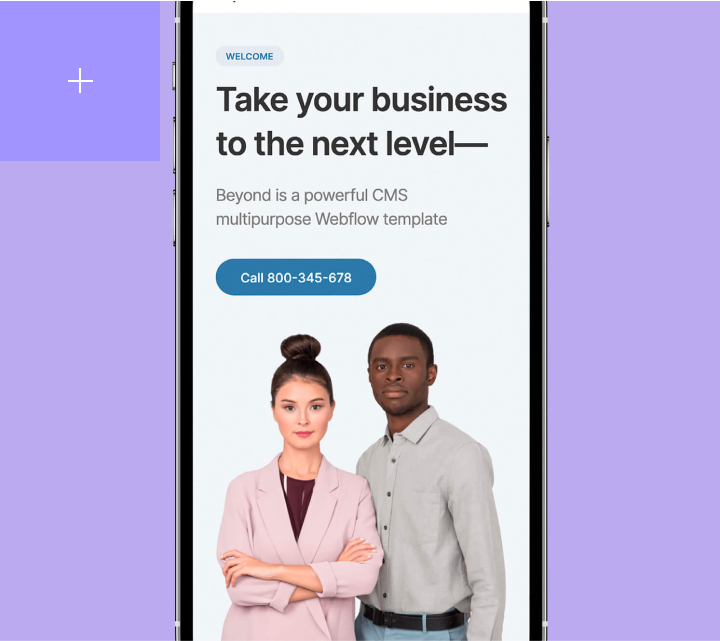 WELCOME
Take your business
to the next level—
Beyond is a powerful CMS
multipurpose Webflow template
Call 800-345-678